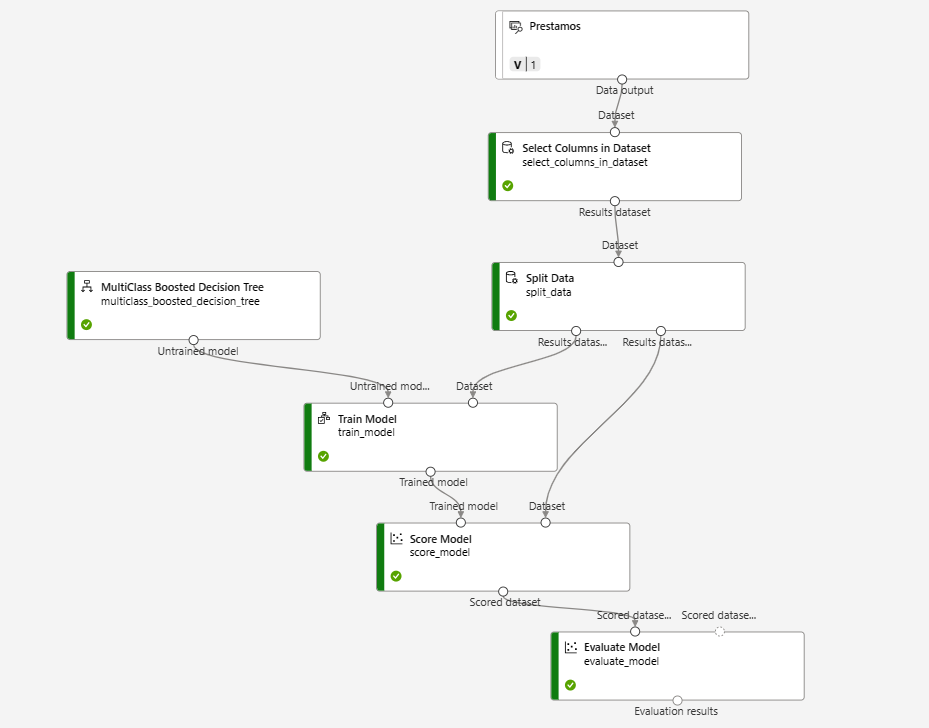 Prestamos
V | 1
Data output
Dataset
Select Columns in Dataset
select_columns_in_dataset
Results dataset
Dataset
Split Data
split_data
Results datas...
Results datas...
MultiClass Boosted Decision Tree
multiclass_boosted_decision_tree
Untrained model
Untrained mod...
Dataset
Train Model
train_model
Trained model
Trained model
Dataset
Score Model
score_model
Scored dataset
Scored datase...
Scored datase...
Evaluate Model
evaluate_model
Evaluation results